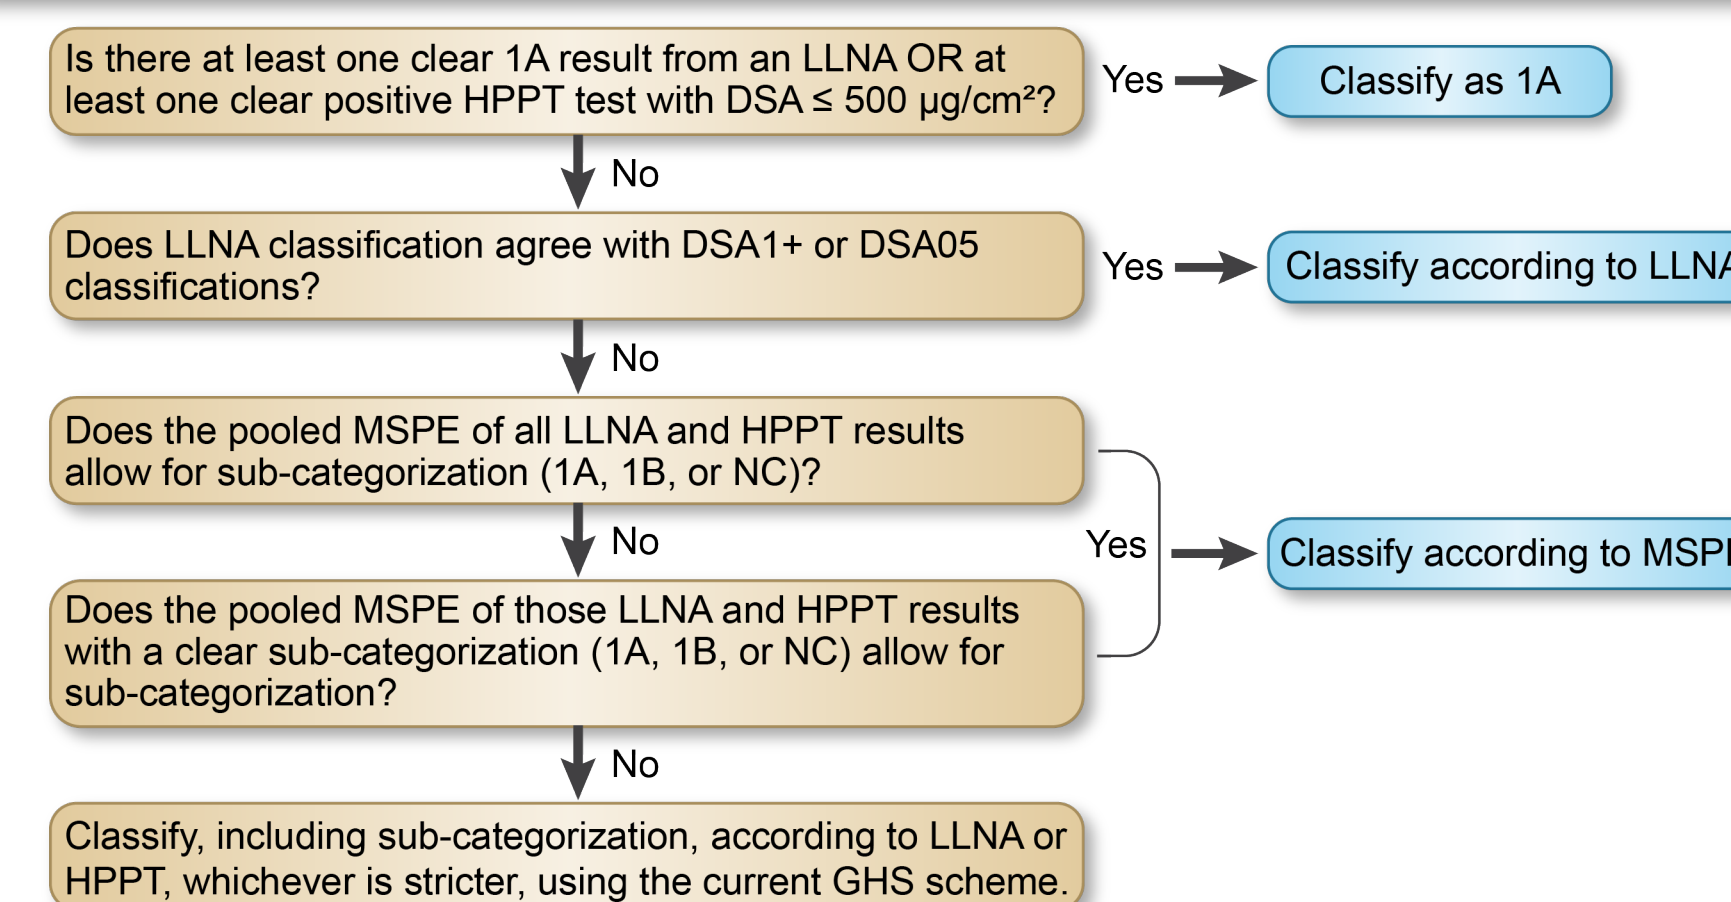 Is there at least one clear 1A result from an LLNA OR at
least one clear positive HPPT test with DSA ≤ 500 µg/cm²?
Yes
Classify as 1A
No
Does LLNA classification agree with DSA1+ or DSA05
classifications?
Yes
Classify according to LLNA
No
Does the pooled MSPE of all LLNA and HPPT results
allow for sub-categorization (1A, 1B, or NC)?
No
Yes
Classify according to MSPE
Does the pooled MSPE of those LLNA and HPPT results
with a clear sub-categorization (1A, 1B, or NC) allow for
sub-categorization?
No
Classify, including sub-categorization, according to LLNA or
HPPT, whichever is stricter, using the current GHS scheme.